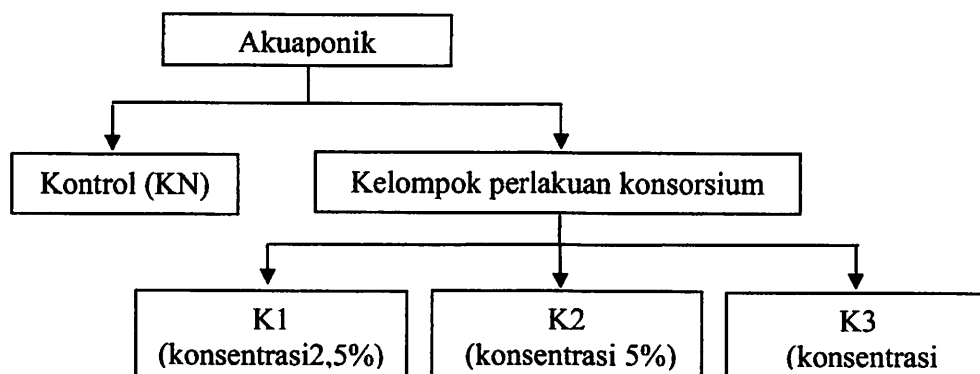 Akuaponik
Kontrol (KN)
Kelompok perlakuan konsorsium
K1
(konsentrasi2,5%)
K2
(konsentrasi 5%)
K3
(konsentrasi